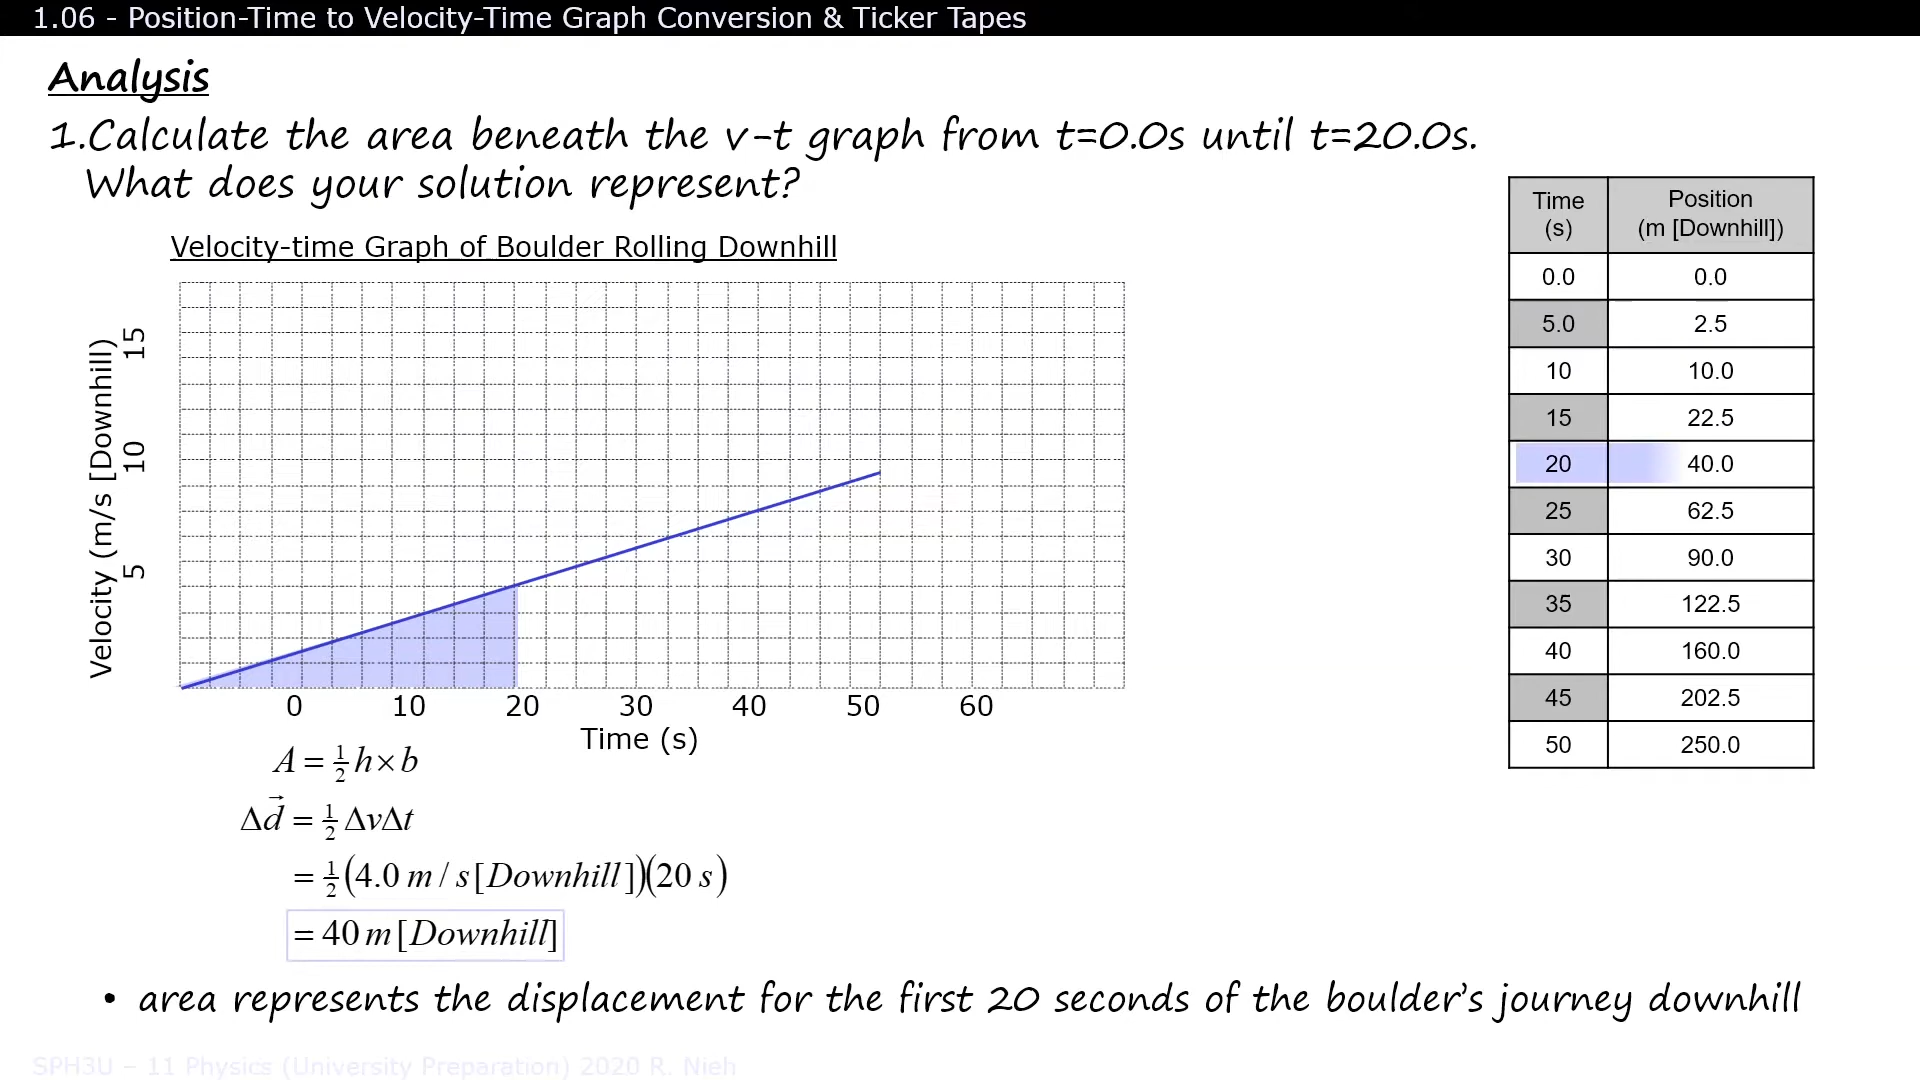 1.06 - Position-Time to Velocity-Time Graph Conversion & Ticker Tapes
Analysis
1.Calculate the area beneath the v-t graph from t=0.0s until t=20.0s.
What does your solution represent?
Velocity-time Graph of Boulder Rolling Downhill
Velocity (m/s [Downhill)
15
10
5
0 10 20 30 40 50 60
Time (s)
Time (s) Position (m [Downhill])
0.0 0.0
5.0 2.5
10 10.0
15 22.5
20 40.0
25 62.5
30 90.0
35 122.5
40 160.0
45 202.5
50 250.0
A = ½ h × b
Δd⃗ = ½ ΔvΔt
= ½ (4.0 m / s [Downhill])(20 s)
= 40 m [Downhill]
• area represents the displacement for the first 20 seconds of the boulder's journey downhill
SPH3U – 11 Physics (University Preparation) 2020 R. Nieh